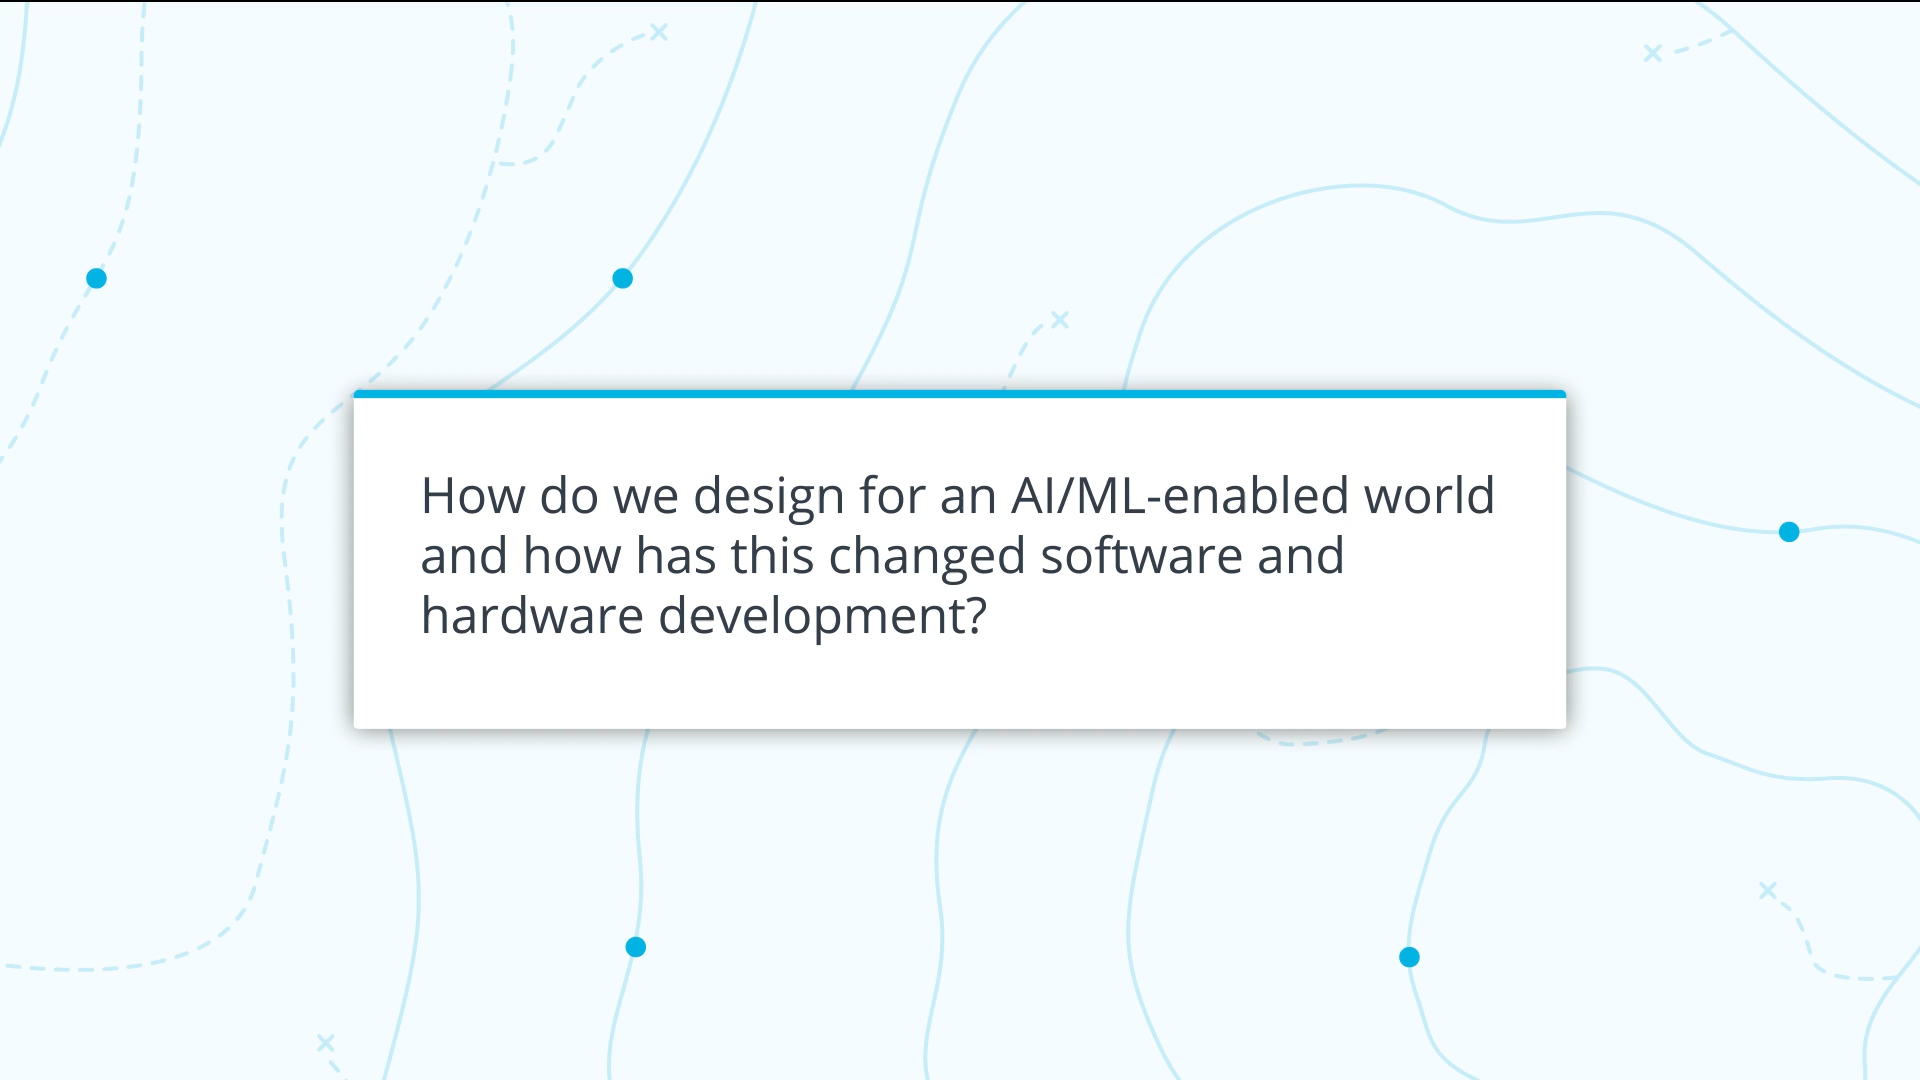 How do we design for an AI/ML-enabled world
and how has this changed software and
hardware development?